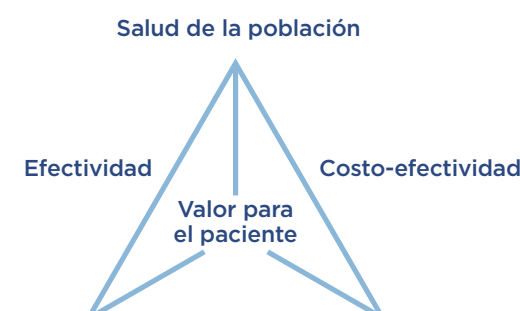 Salud de la población
Efectividad
Costo-efectividad
Valor para
el paciente